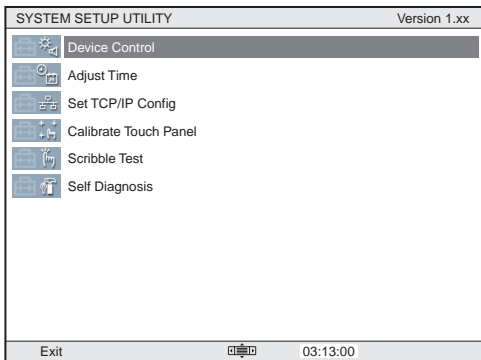 SYSTEM SETUP UTILITY Version 1.xx
Device Control
Adjust Time
Set TCP/IP Config
Calibrate Touch Panel
Scribble Test
Self Diagnosis
Exit 03:13:00